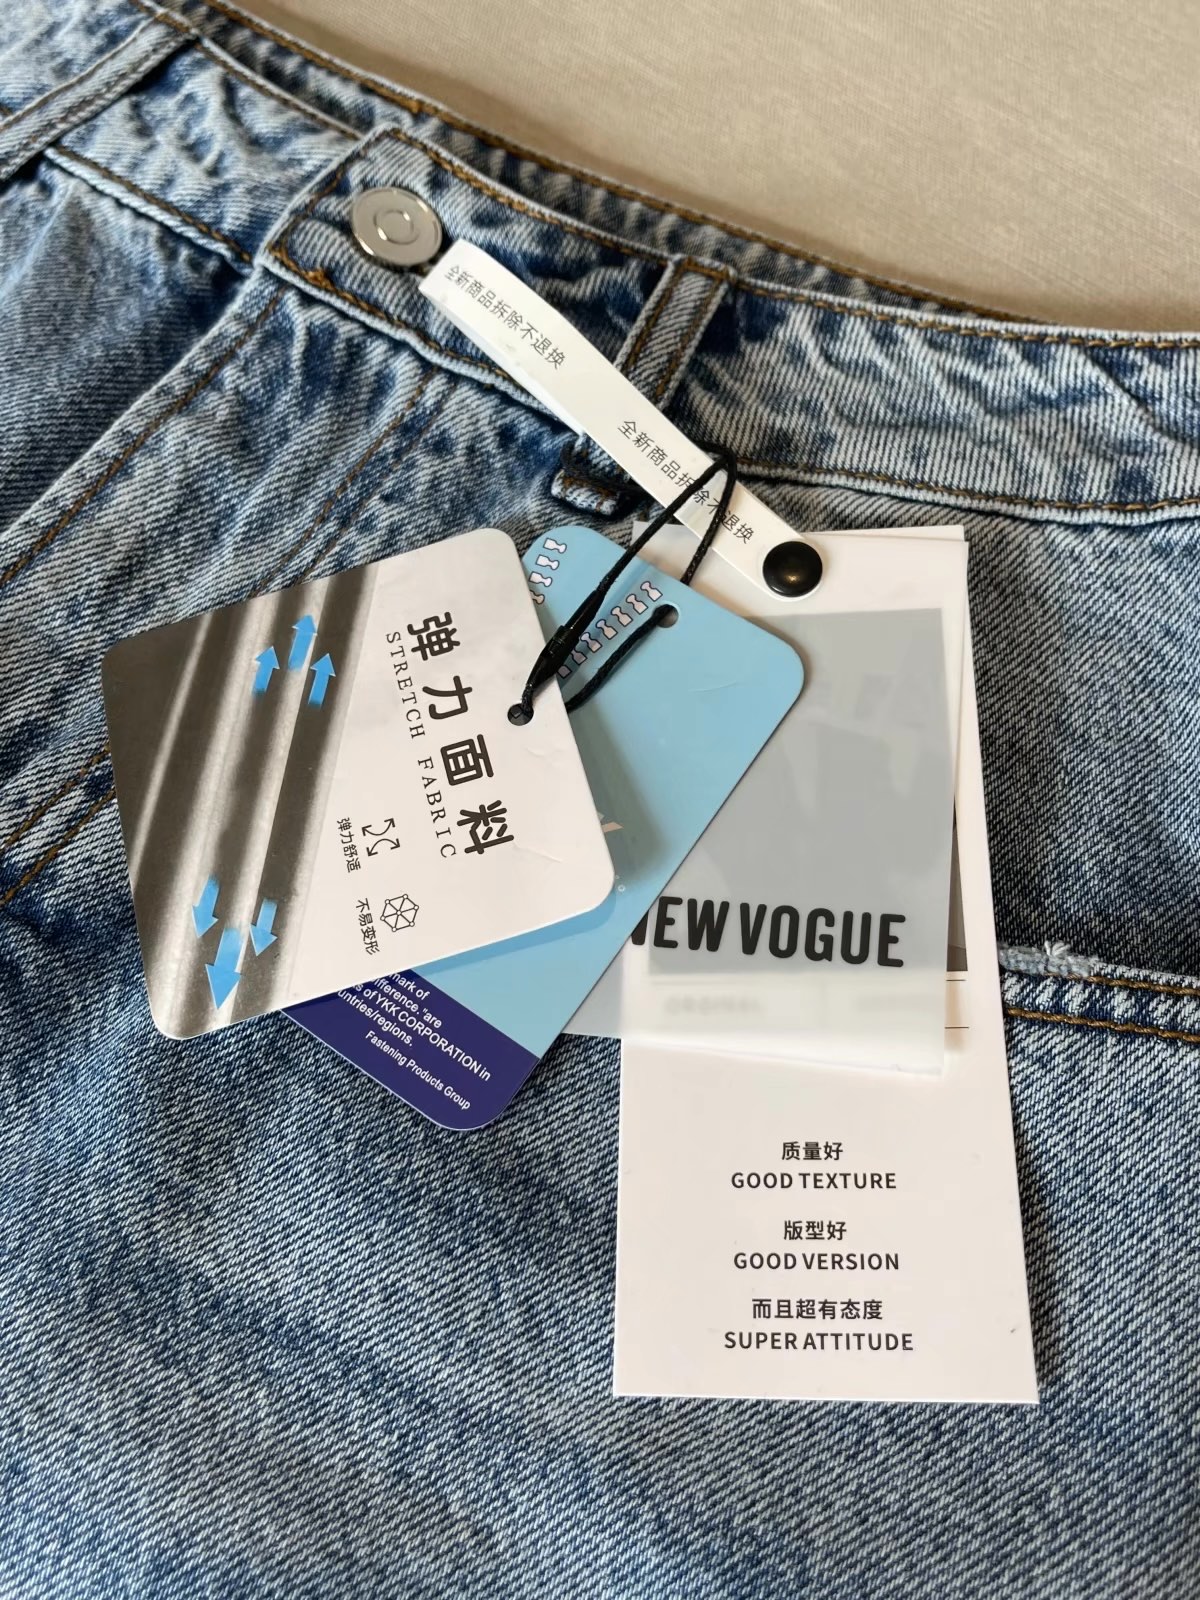 全新商品拆除不退换
全新商品拆除不退换
弹力面料
STRETCH FABRIC
弹力舒适
不易变形
mark of
ifference."are
s of YKK CORPORATION in
untries/regions.
Fastening Products Group
NEW VOGUE
质量好
GOOD TEXTURE
版型好
GOOD VERSION
而且超有态度
SUPER ATTITUDE